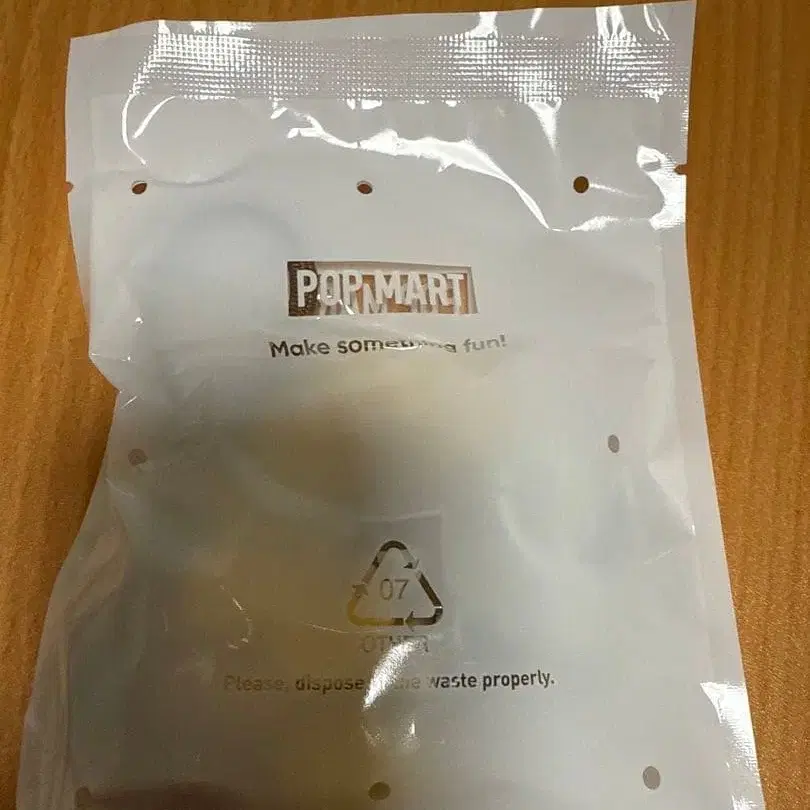 POP MART
Make something fun!
07
OTHER
Please, dispose the waste properly.